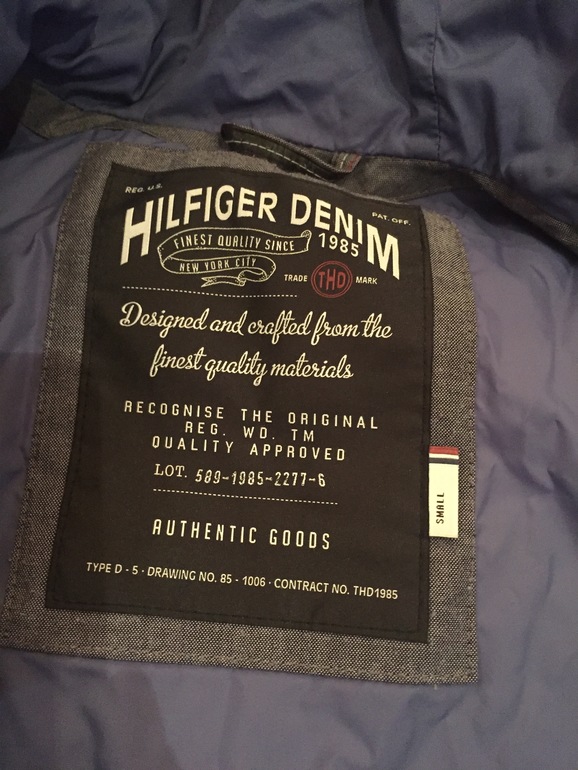 REG. U.S.
PAT. OFF.
HILFIGER DENIM
FINEST QUALITY SINCE 1985
NEW YORK CITY
TRADE THD MARK
Designed and crafted from the
finest quality materials
RECOGNISE THE ORIGINAL
REG. WD. TM
QUALITY APPROVED
LOT. 589-1985-2277-6
AUTHENTIC GOODS
TYPE D - 5 · DRAWING NO. 85 - 1006 · CONTRACT NO. THD1985
SMALL